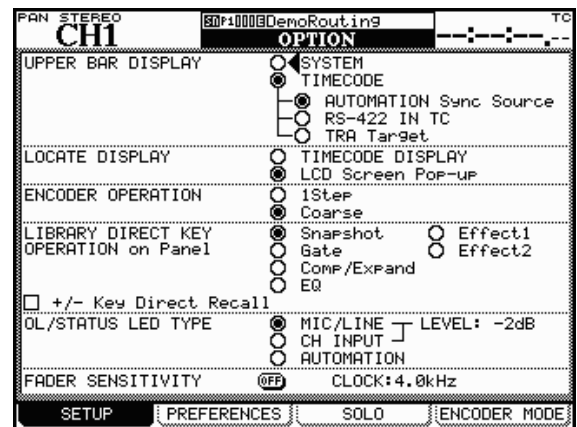 PAN STEREO
CH1
P1000 DemoRouting
OPTION
TC
--:--:--.--
UPPER BAR DISPLAY
SYSTEM
TIMECODE
AUTOMATION Sync Source
RS-422 IN TC
TRA Target
LOCATE DISPLAY
TIMECODE DISPLAY
LCD Screen Pop-up
ENCODER OPERATION
1Step
Coarse
LIBRARY DIRECT KEY
OPERATION on Panel
Snapshot
Effect1
Gate
Effect2
Comp/Expand
EQ
+/- Key Direct Recall
OL/STATUS LED TYPE
MIC/LINE
LEVEL: -2dB
CH INPUT
AUTOMATION
FADER SENSITIVITY
OFF
CLOCK:4.0kHz
SETUP
PREFERENCES
SOLO
ENCODER MODE